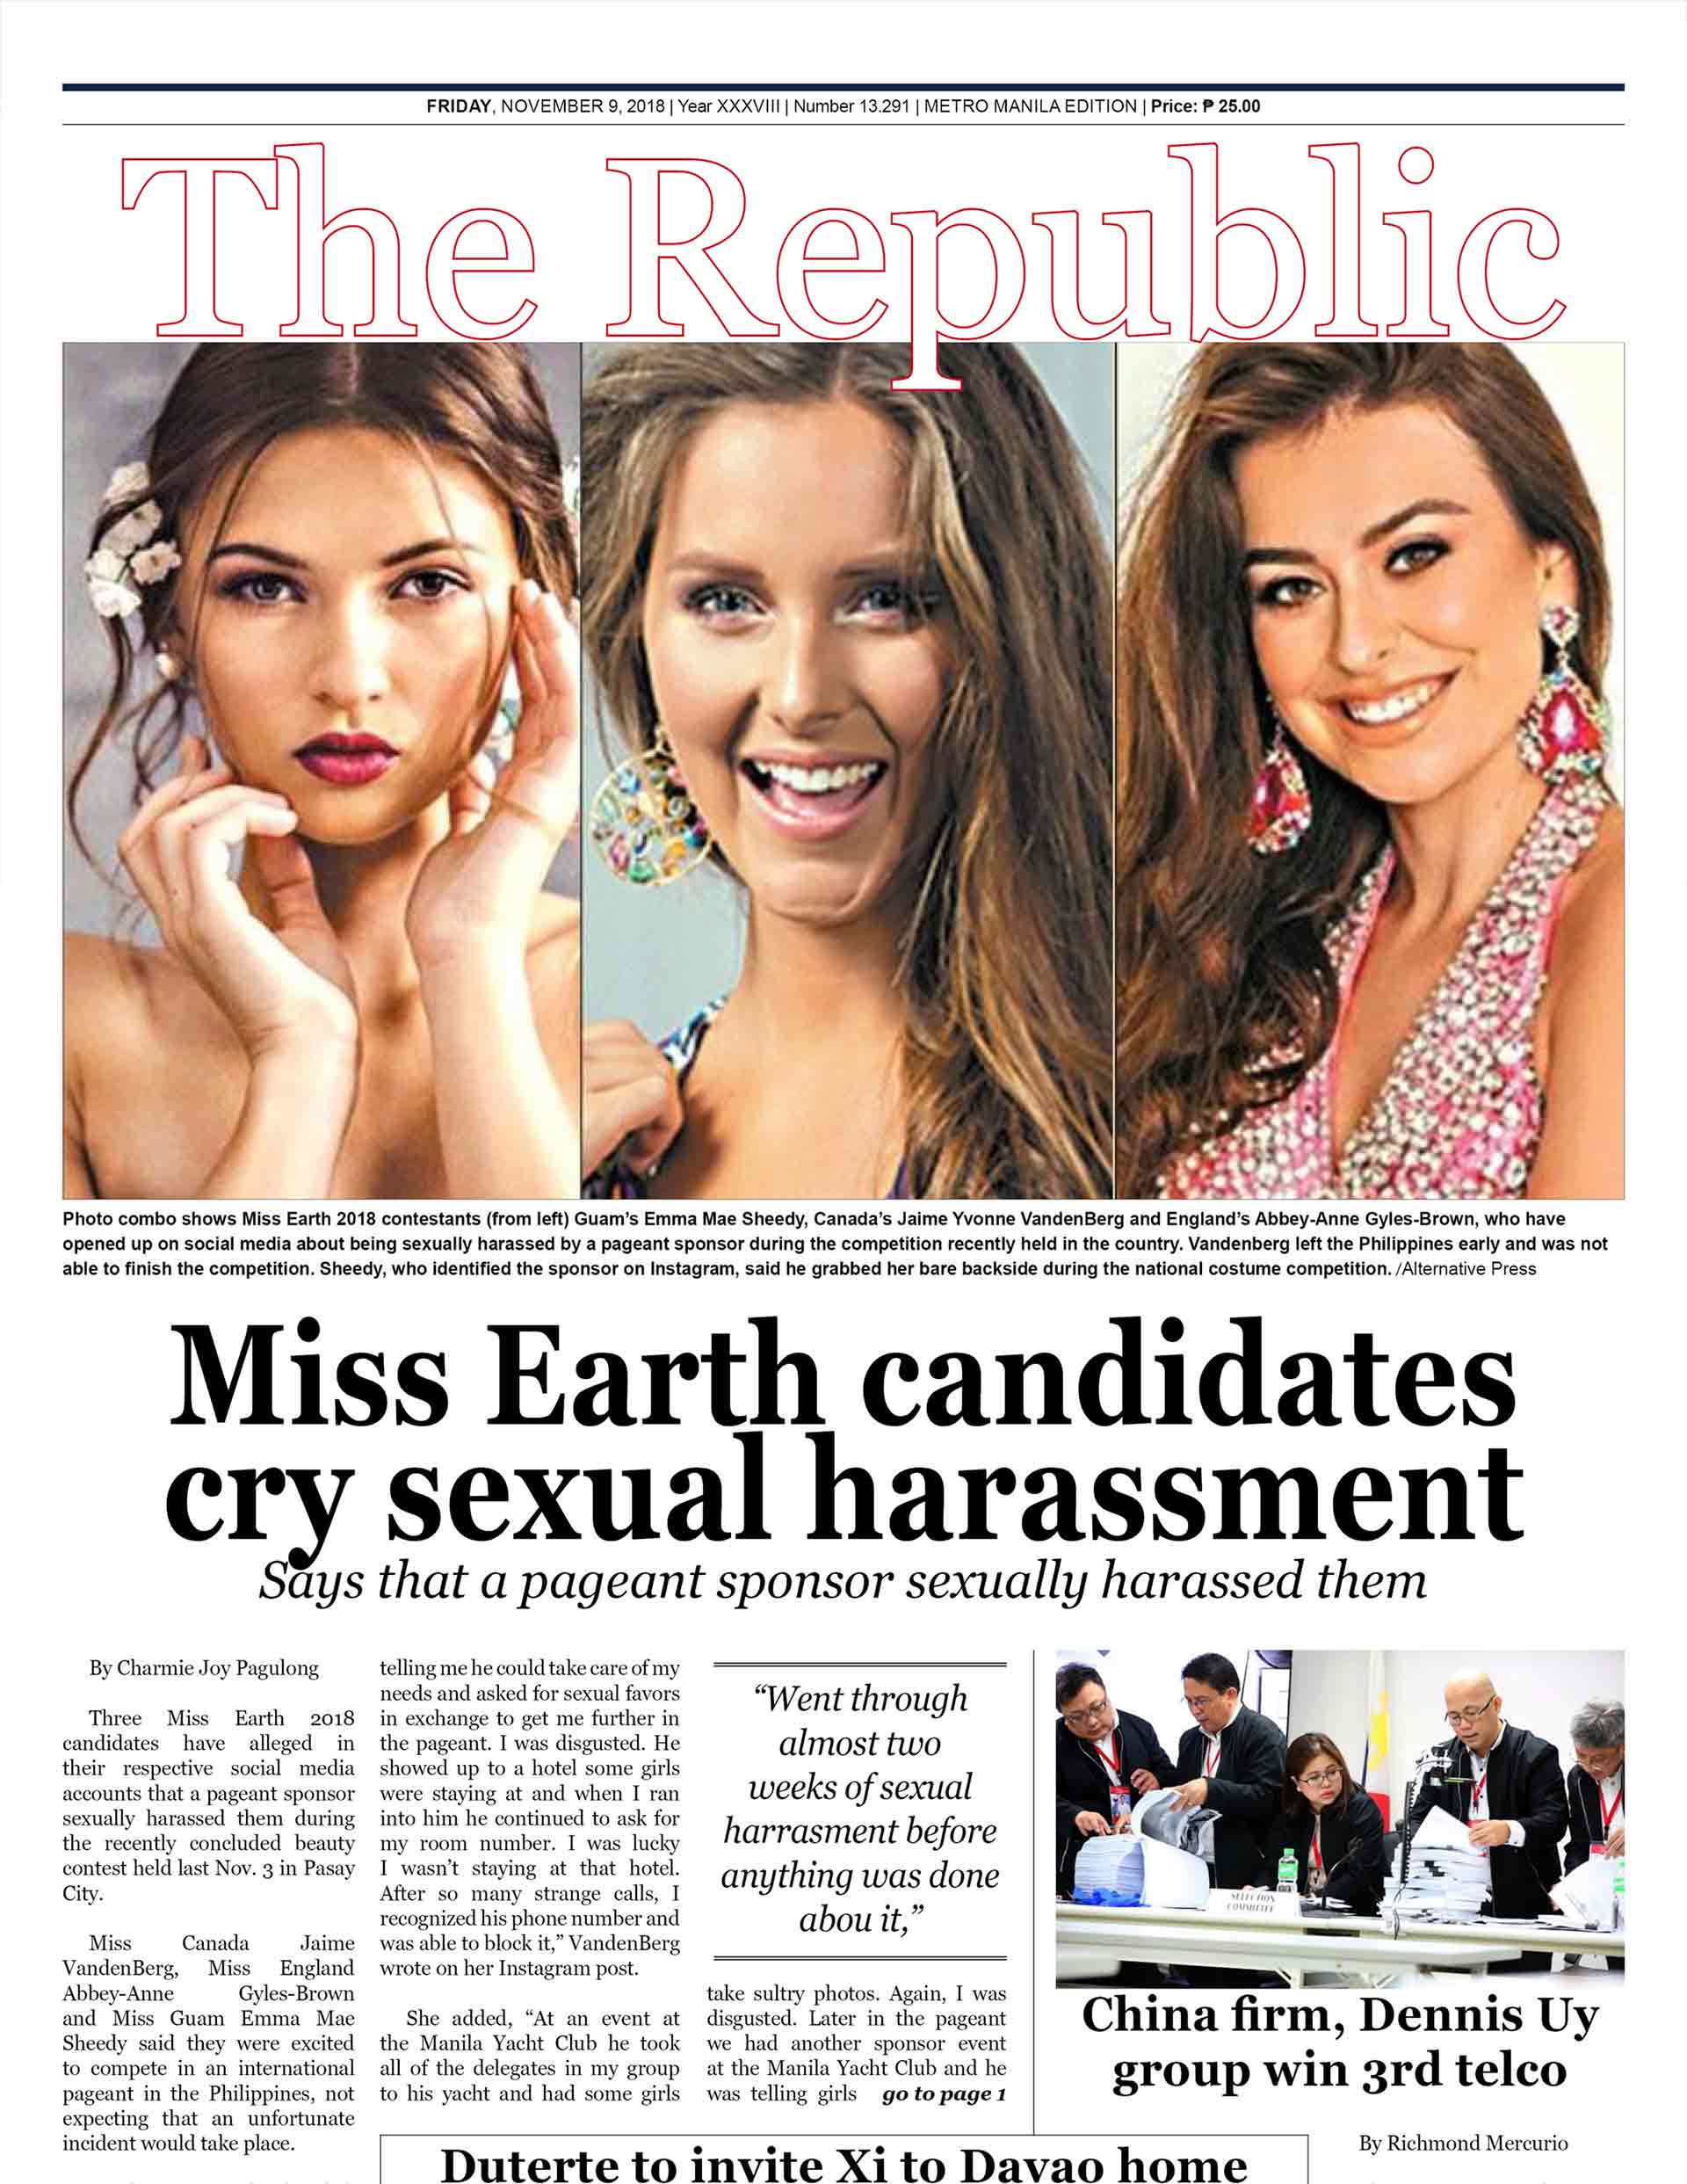 FRIDAY, NOVEMBER 9, 2018 | Year XXXVIII | Number 13.291 | METRO MANILA EDITION | Price: ₱ 25.00
The Republic
Photo combo shows Miss Earth 2018 contestants (from left) Guam's Emma Mae Sheedy, Canada's Jaime Yvonne VandenBerg and England's Abbey-Anne Gyles-Brown, who have
opened up on social media about being sexually harassed by a pageant sponsor during the competition recently held in the country. Vandenberg left the Philippines early and was not
able to finish the competition. Sheedy, who identified the sponsor on Instagram, said he grabbed her bare backside during the national costume competition. /Alternative Press
Miss Earth candidates
cry sexual harassment
Says that a pageant sponsor sexually harassed them
By Charmie Joy Pagulong
Three Miss Earth 2018
candidates have alleged in
their respective social media
accounts that a pageant sponsor
sexually harassed them during
the recently concluded beauty
contest held last Nov. 3 in Pasay
City.
Miss Canada Jaime
VandenBerg, Miss England
Abbey-Anne Gyles-Brown
and Miss Guam Emma Mae
Sheedy said they were excited
to compete in an international
pageant in the Philippines, not
expecting that an unfortunate
incident would take place.
telling me he could take care of my
needs and asked for sexual favors
in exchange to get me further in
the pageant. I was disgusted. He
showed up to a hotel some girls
were staying at and when I ran
into him he continued to ask for
my room number. I was lucky
I wasn't staying at that hotel.
After so many strange calls, I
recognized his phone number and
was able to block it,” VandenBerg
wrote on her Instagram post.
She added, “At an event at
the Manila Yacht Club he took
all of the delegates in my group
to his yacht and had some girls
“Went through
almost two
weeks of sexual
harrasment before
anything was done
abou it,”
take sultry photos. Again, I was
disgusted. Later in the pageant
we had another sponsor event
at the Manila Yacht Club and he
was telling girls go to page 1
SELECTION
COMMITTEE
China firm, Dennis Uy
group win 3rd telco
By Richmond Mercurio
Duterte to invite Xi to Davao home